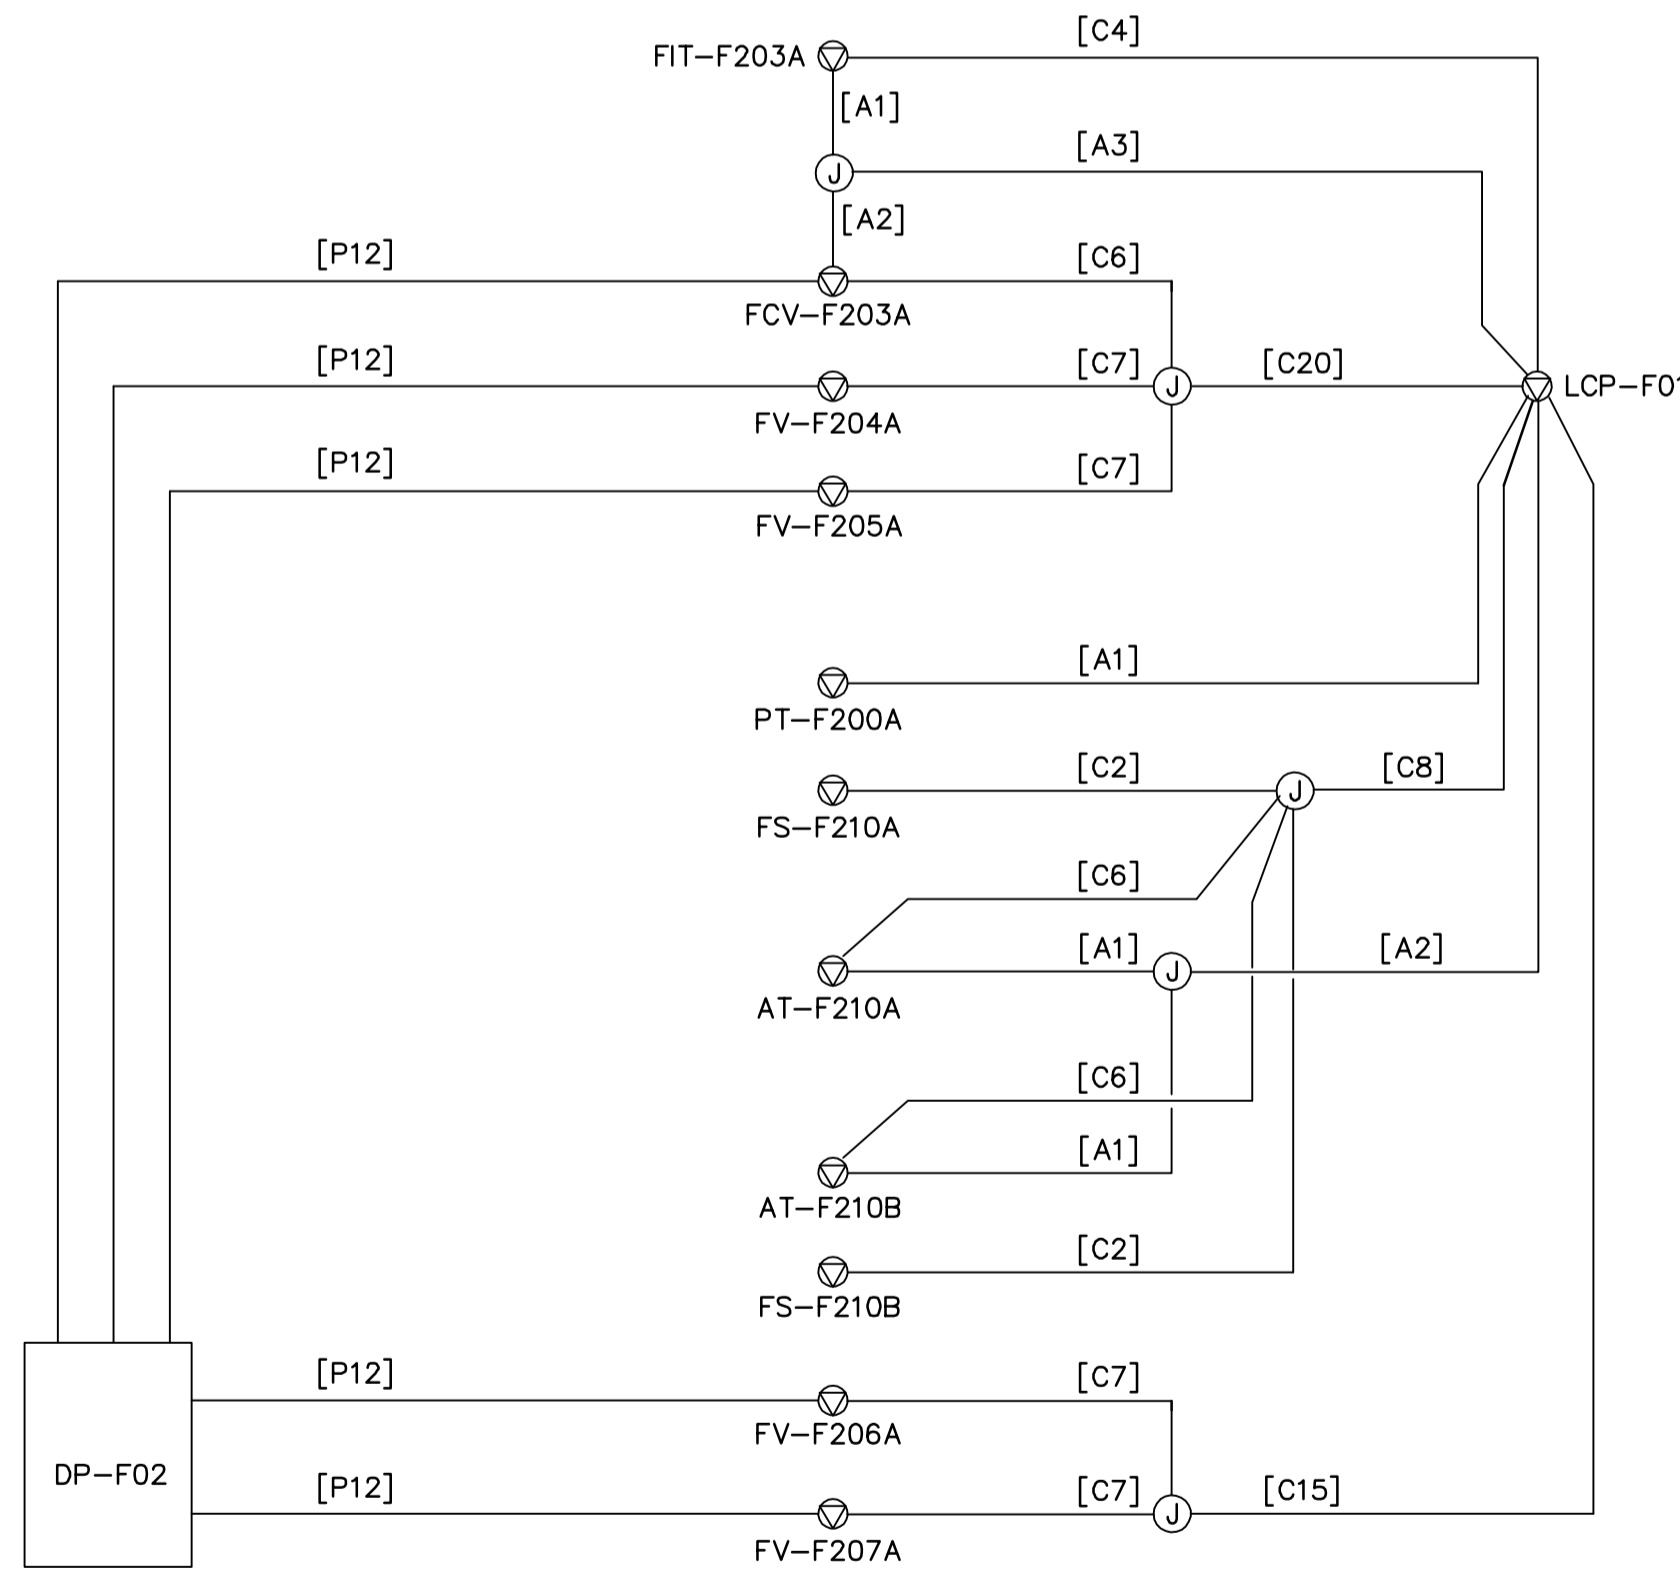 [C4]
FIT-F203A
[A1]
[A3]
J
[A2]
[P12]
[C6]
FCV-F203A
[P12]
[C7]
[C20]
J
LCP-F01
FV-F204A
[P12]
[C7]
FV-F205A
[A1]
PT-F200A
[C2]
[C8]
J
FS-F210A
[C6]
[A1]
[A2]
J
AT-F210A
[C6]
[A1]
AT-F210B
[C2]
FS-F210B
[P12]
[C7]
FV-F206A
DP-F02
[P12]
[C7]
[C15]
J
FV-F207A